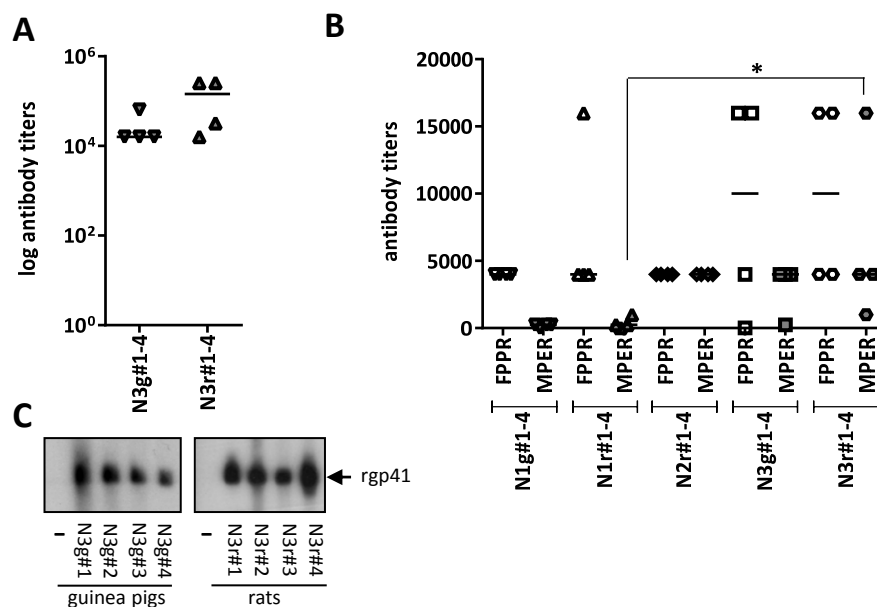 A
10⁶
10⁴
10²
10⁰
log antibody titers
N3g#1-4
N3r#1-4
B
20000
15000
10000
5000
0
antibody titers
*
FPPR
MPER
FPPR
MPER
FPPR
MPER
FPPR
MPER
FPPR
MPER
N1g#1-4
N1r#1-4
N2r#1-4
N3g#1-4
N3r#1-4
C
rgp41
–
N3g#1
N3g#2
N3g#3
N3g#4
–
N3r#1
N3r#2
N3r#3
N3r#4
guinea pigs
rats